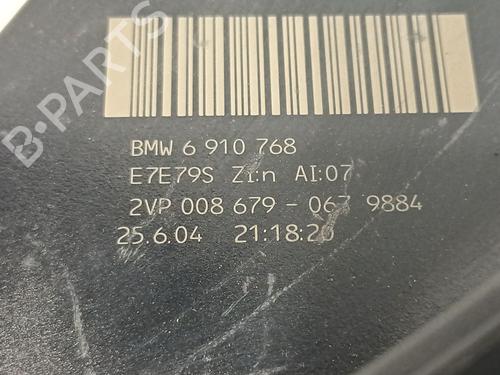 B-PARTS
BMW 6 910 768
E7E79S Zi:n AI:07
2VP 008 679 - 06 9884
25.6.04 21:18:20